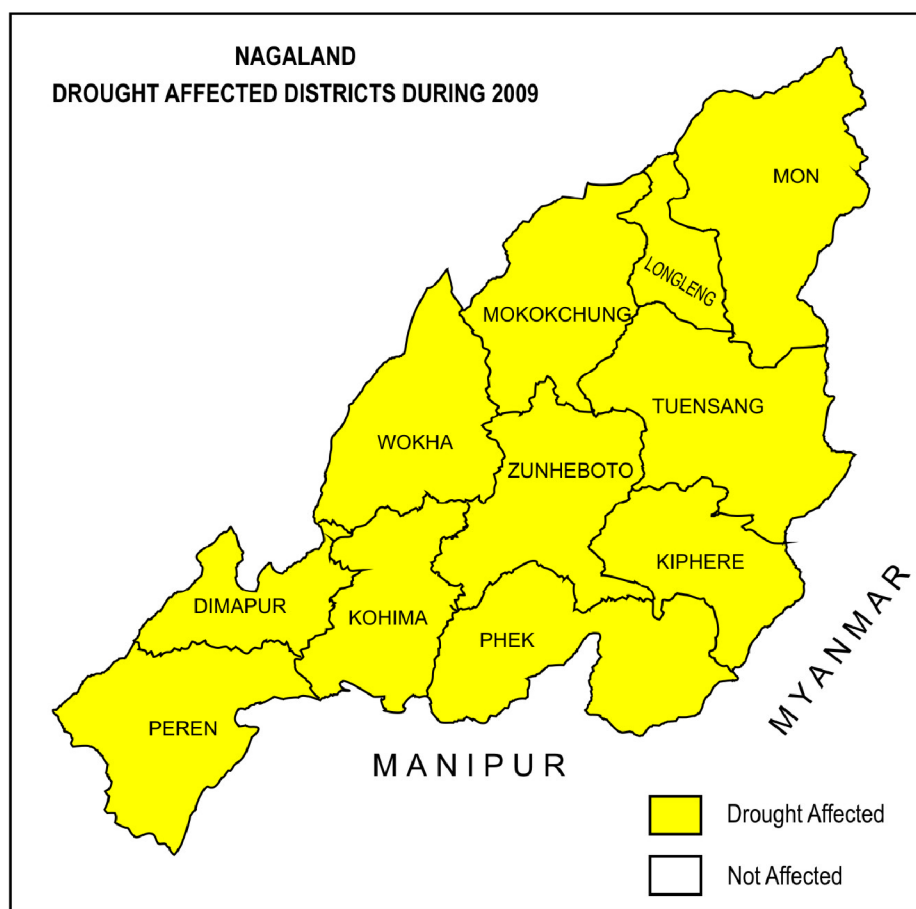 NAGALAND
DROUGHT AFFECTED DISTRICTS DURING 2009
MON
LONGLENG
MOKOKCHUNG
TUENSANG
WOKHA
ZUNHEBOTO
KIPHERE
DIMAPUR
KOHIMA
PHEK
PEREN
MYANMAR
MANIPUR
Drought Affected
Not Affected